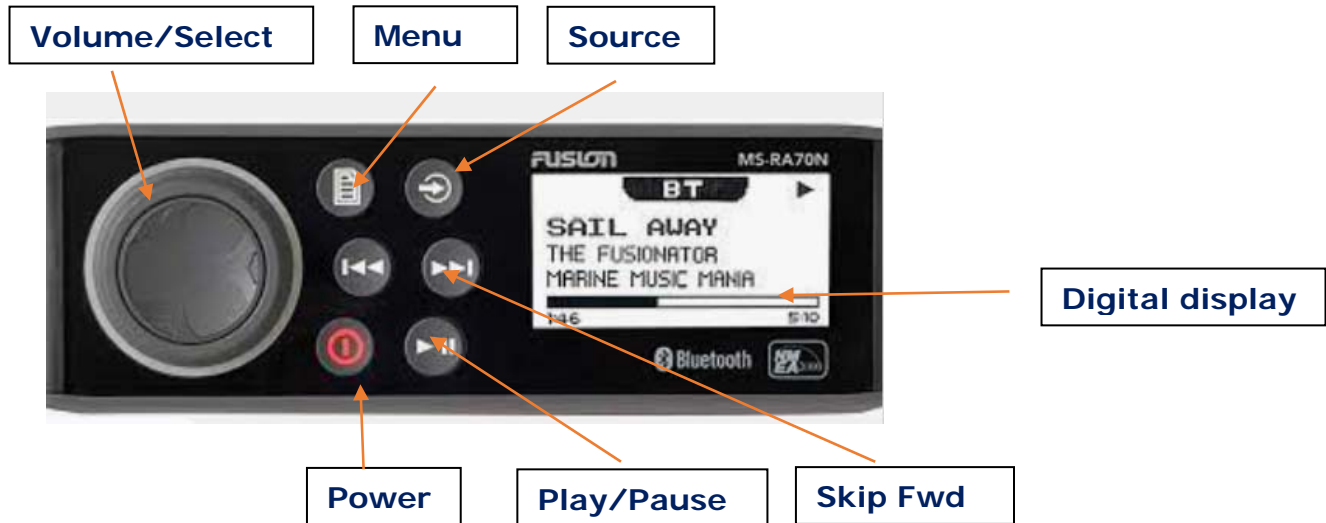 Volume/Select
Menu
Source
FUSION
MS-RA70N
BT
SAIL AWAY
THE FUSIONATOR
MARINE MUSIC MANIA
1:46
5:10
Digital display
Bluetooth
NMEA
Power
Play/Pause
Skip Fwd